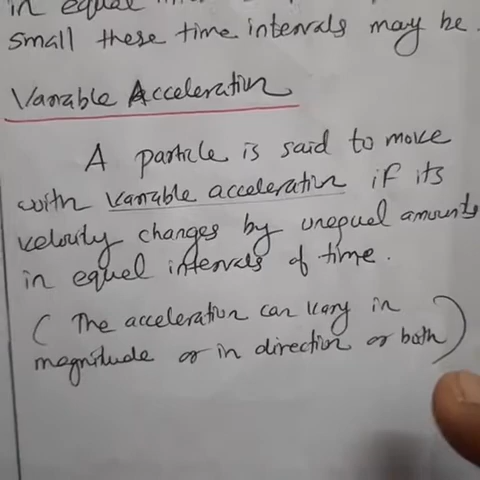 in equal
small these time intervals may be.
Variable Acceleration
A particle is said to move
with variable acceleration if its
velocity changes by unequal amounts
in equal intervals of time.
( The acceleration can vary in
magnitude or in direction or both )